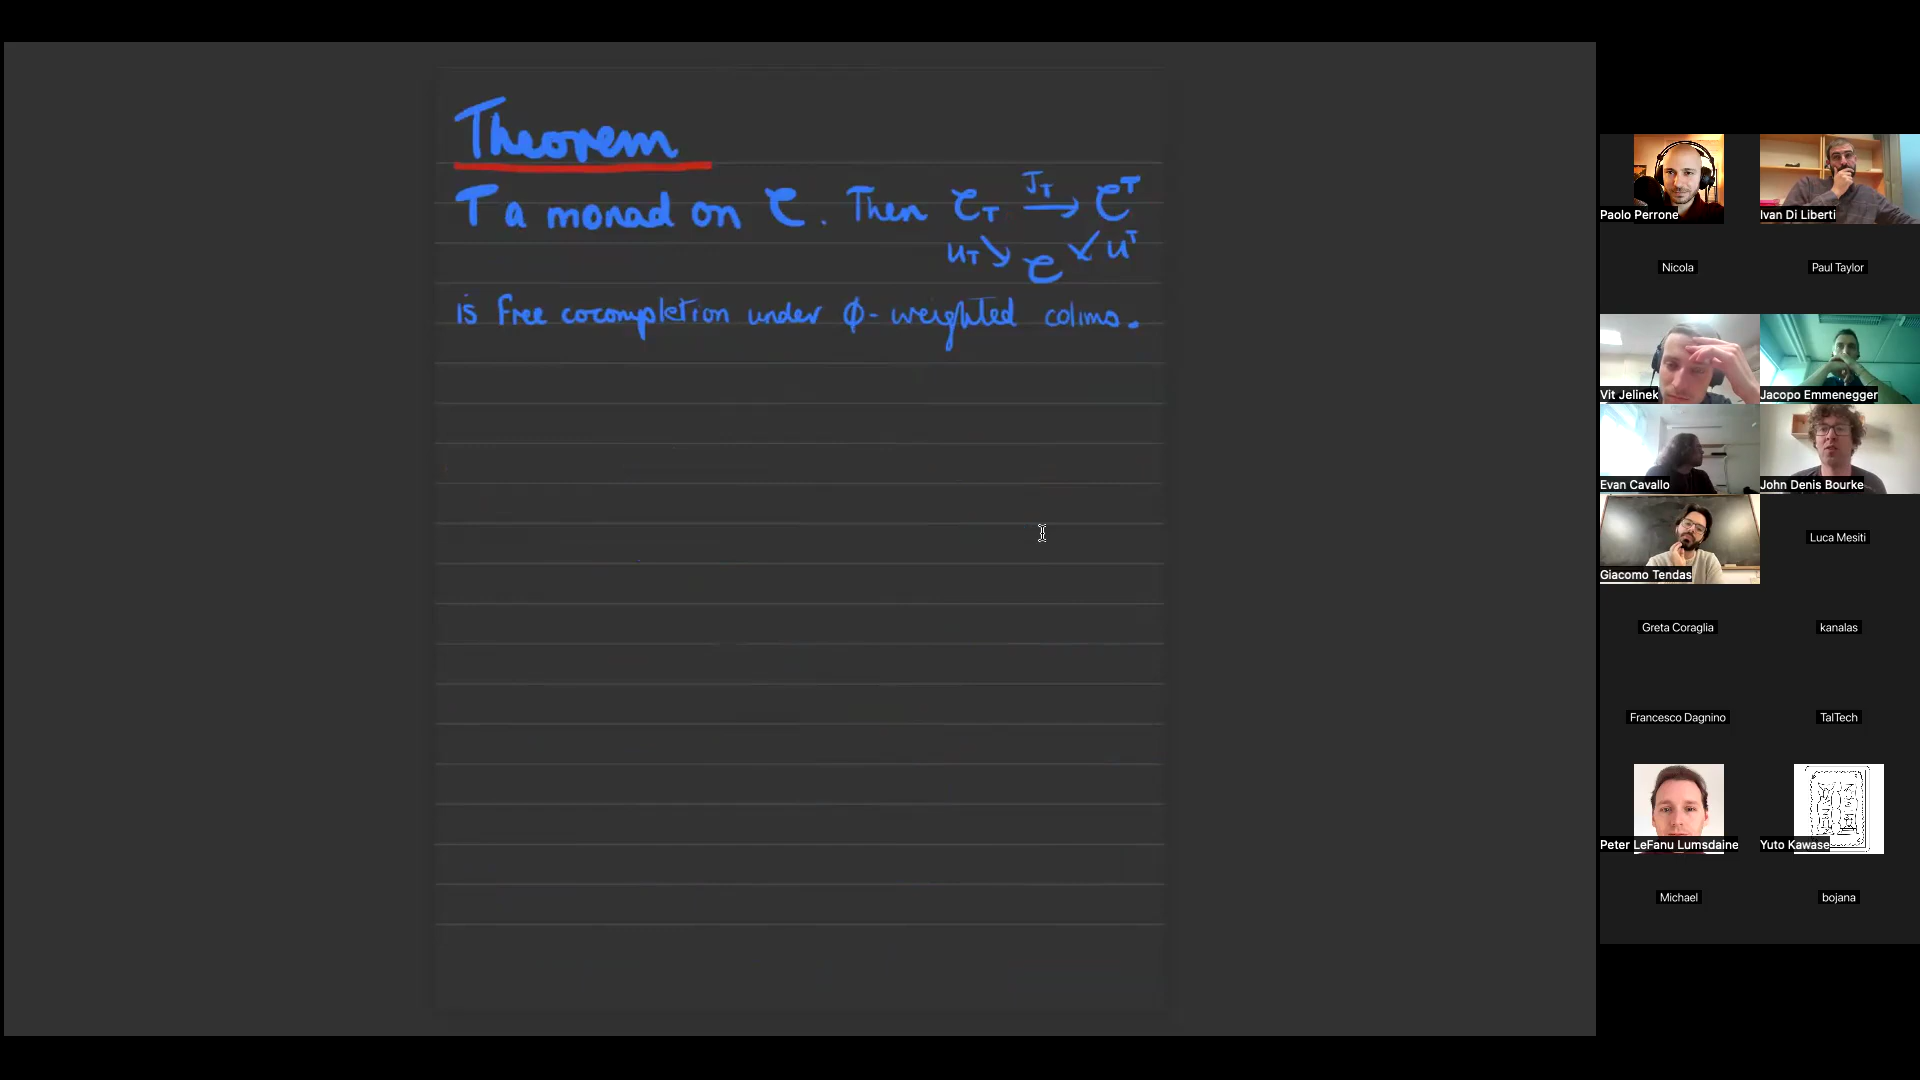 Theorem
T a monad on C. Then C_T J_T→ C^T
U_T ↘ C ↙ U^T
is free cocompletion under ϕ-weighted colims.
Paolo Perrone
Ivan Di Liberti
Nicola
Paul Taylor
Vit Jelinek
Jacopo Emmenegger
Evan Cavallo
John Denis Bourke
Giacomo Tendas
Luca Mesiti
Greta Coraglia
kanalas
Francesco Dagnino
TalTech
Peter LeFanu Lumsdaine
Yuto Kawase
Michael
bojana